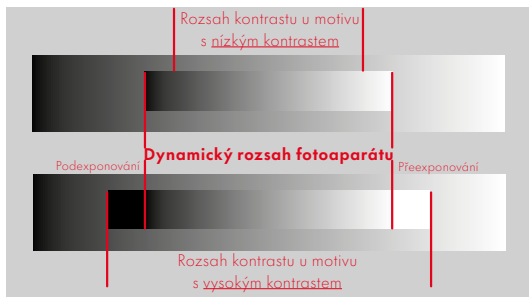 Rozsah kontrastu u motivu
s nízkým kontrastem
Dynamický rozsah fotoaparátu
Podexponování
Přeexponování
Rozsah kontrastu u motivu
s vysokým kontrastem